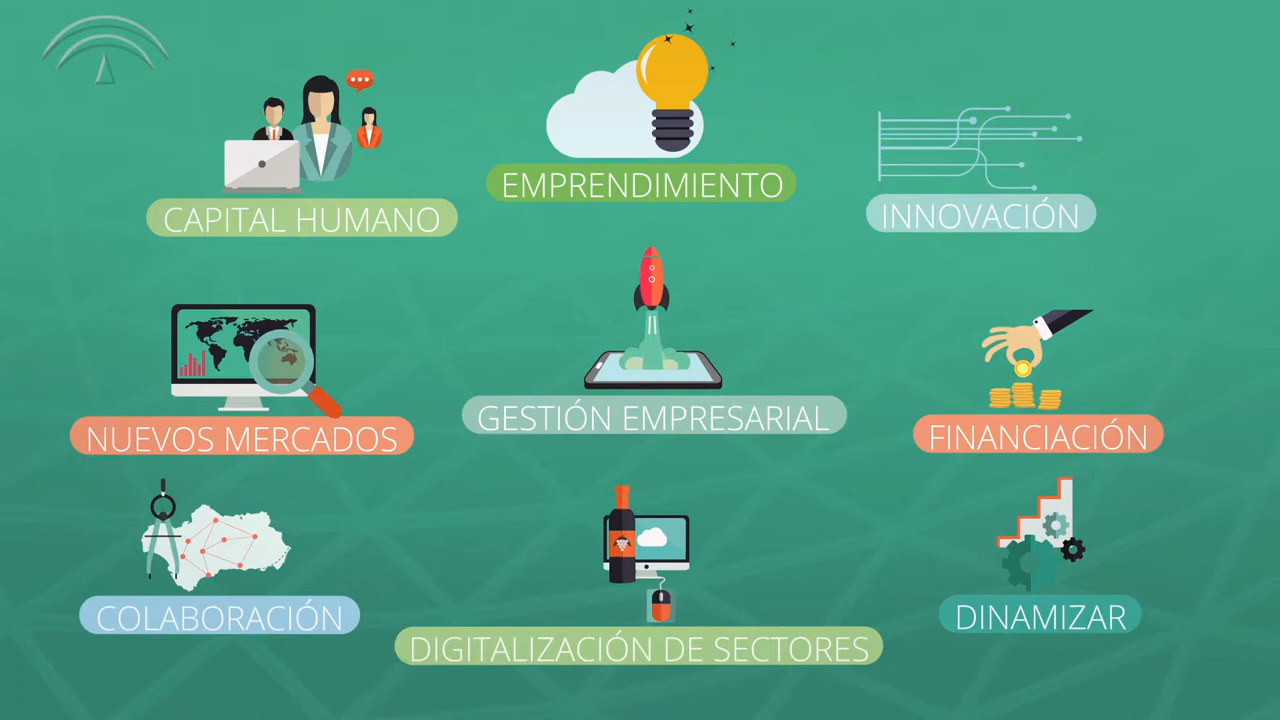 CAPITAL HUMANO
EMPRENDIMIENTO
INNOVACIÓN
NUEVOS MERCADOS
GESTIÓN EMPRESARIAL
FINANCIACIÓN
COLABORACIÓN
DIGITALIZACIÓN DE SECTORES
DINAMIZAR